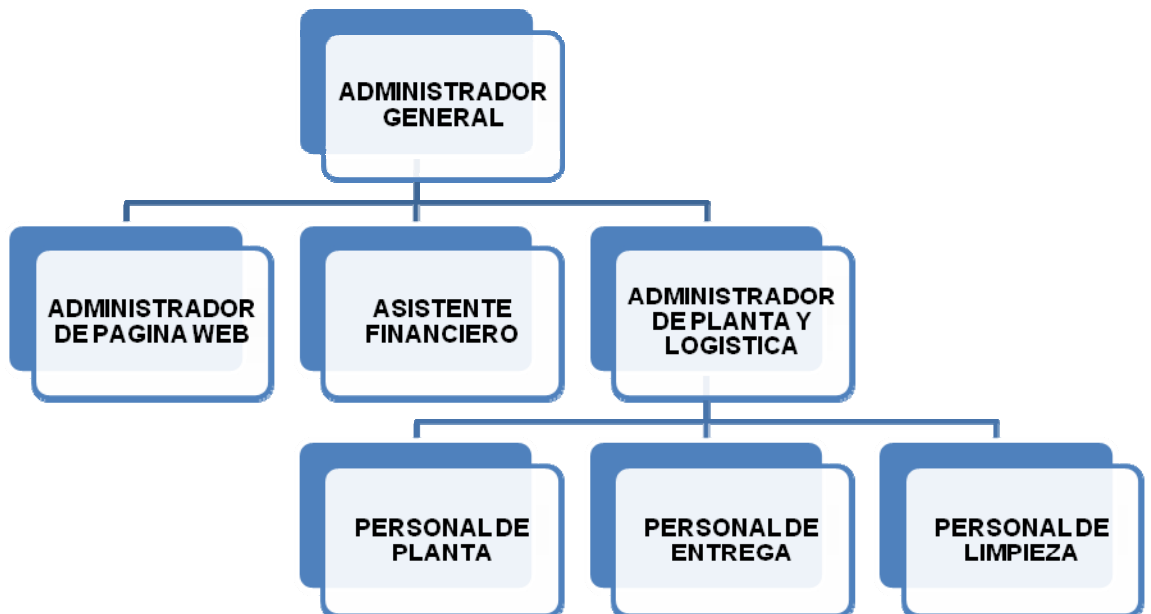 ADMINISTRADOR
GENERAL
ADMINISTRADOR
DE PAGINA WEB
ASISTENTE
FINANCIERO
ADMINISTRADOR
DE PLANTA Y
LOGISTICA
PERSONAL DE
PLANTA
PERSONAL DE
ENTREGA
PERSONAL DE
LIMPIEZA